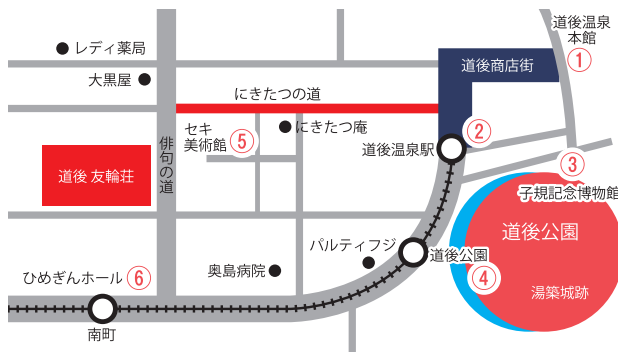 道後温泉
本館
①
レディ薬局
道後商店街
大黒屋
にきたつの道
セキ
美術館
⑤
にきたつ庵
②
道後温泉駅
俳句の道
③
道後 友輪荘
子規記念博物館
道後公園
パルティフジ
道後公園
ひめぎんホール
⑥
奥島病院
④
湯築城跡
南町